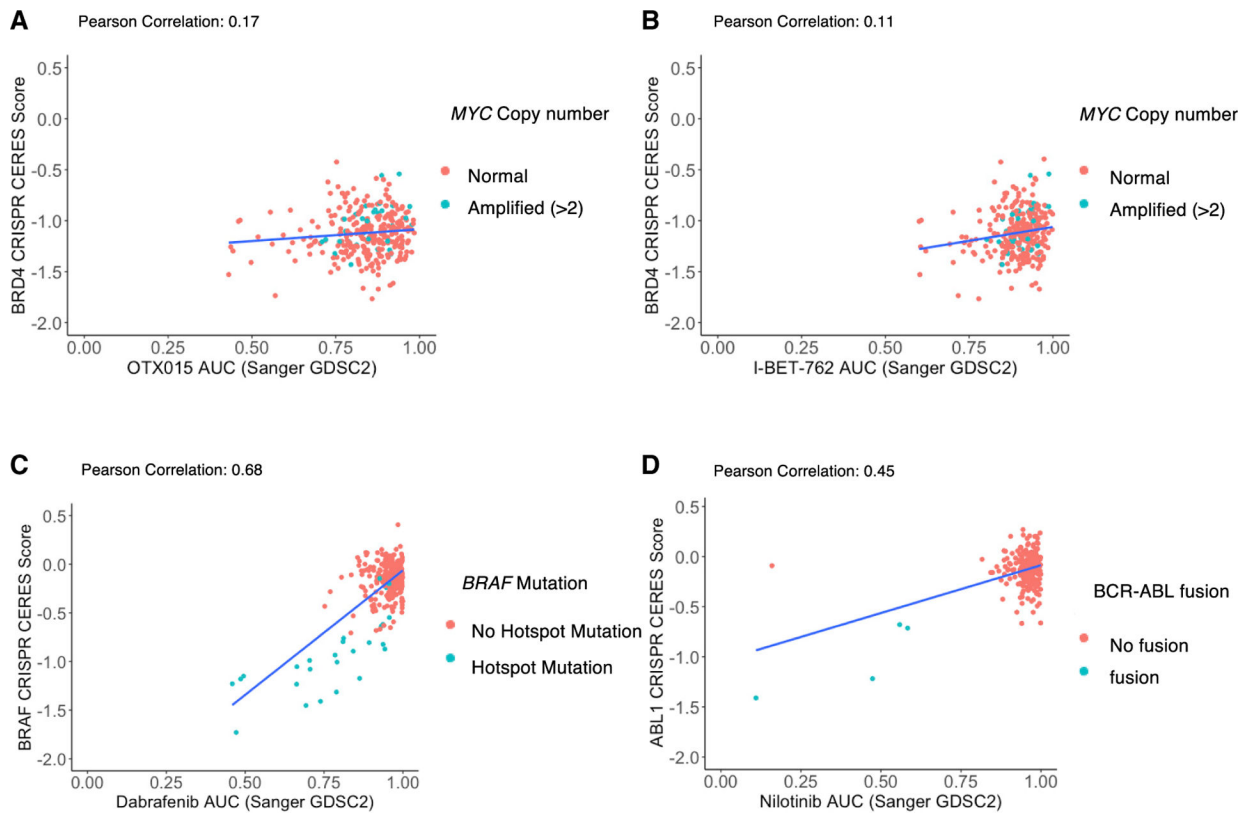 A
Pearson Correlation: 0.17
BRD4 CRISPR CERES Score
0.5
0.0
-0.5
-1.0
-1.5
-2.0
0.00
0.25
0.50
0.75
1.00
OTX015 AUC (Sanger GDSC2)
MYC Copy number
Normal
Amplified (>2)
B
Pearson Correlation: 0.11
BRD4 CRISPR CERES Score
0.5
0.0
-0.5
-1.0
-1.5
-2.0
0.00
0.25
0.50
0.75
1.00
I-BET-762 AUC (Sanger GDSC2)
MYC Copy number
Normal
Amplified (>2)
C
Pearson Correlation: 0.68
BRAF CRISPR CERES Score
0.5
0.0
-0.5
-1.0
-1.5
-2.0
0.00
0.25
0.50
0.75
1.00
Dabrafenib AUC (Sanger GDSC2)
BRAF Mutation
No Hotspot Mutation
Hotspot Mutation
D
Pearson Correlation: 0.45
ABL1 CRISPR CERES Score
0.5
0.0
-0.5
-1.0
-1.5
-2.0
0.00
0.25
0.50
0.75
1.00
Nilotinib AUC (Sanger GDSC2)
BCR-ABL fusion
No fusion
fusion